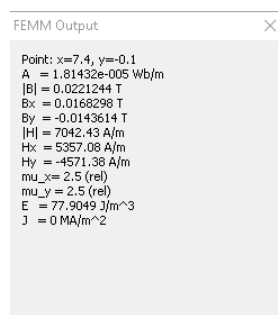 FEMM Output
Point: x=7.4, y=-0.1
A = 1.81432e-005 Wb/m
|B| = 0.0221244 T
Bx = 0.0168298 T
By = -0.0143614 T
|H| = 7042.43 A/m
Hx = 5357.08 A/m
Hy = -4571.38 A/m
mu_x= 2.5 (rel)
mu_y = 2.5 (rel)
E = 77.9049 J/m^3
J = 0 MA/m^2